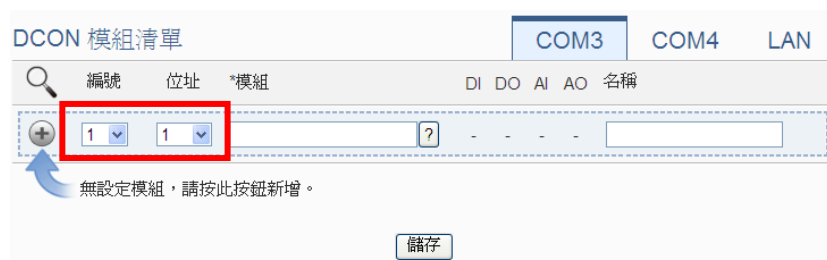 DCON 模組清單 COM3 COM4 LAN
編號 位址 *模組 DI DO AI AO 名稱
1 1 ? - - - -
無設定模組，請按此按鈕新增。
儲存